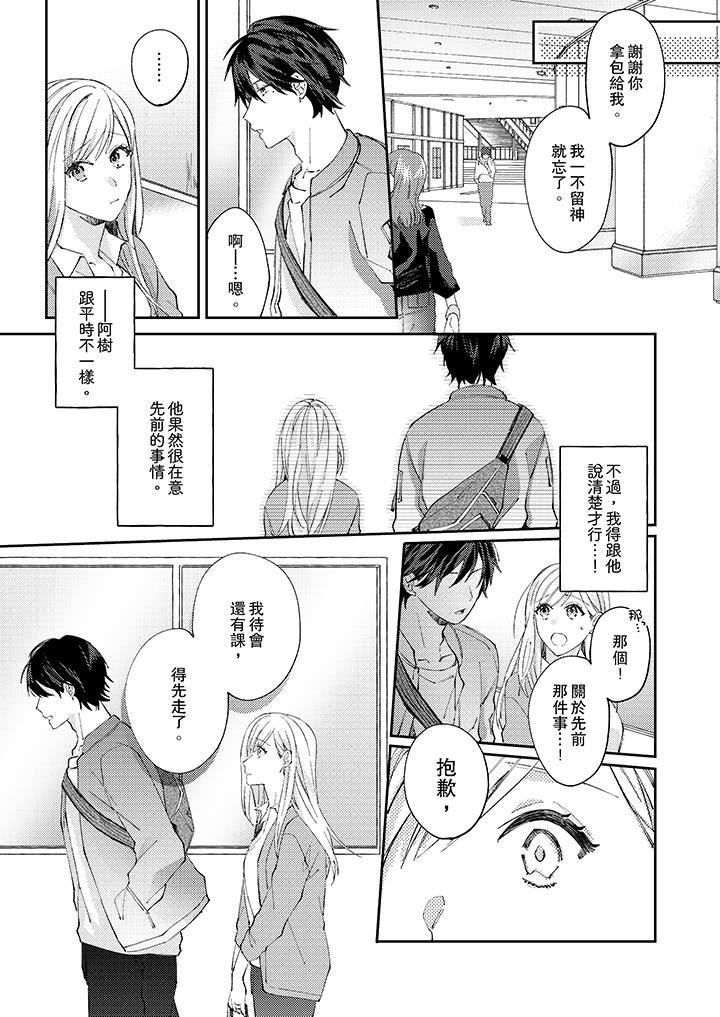 謝謝你
拿包給我。
我一不留神
就忘了。
啊——嗯。
……
——阿樹
跟平時不一樣。
他果然很在意
先前的事情。
不過，我得跟他
說清楚才行…！
那…
那個！
關於先前
那件事…！
抱歉，
我待會
還有課，
得先走了。